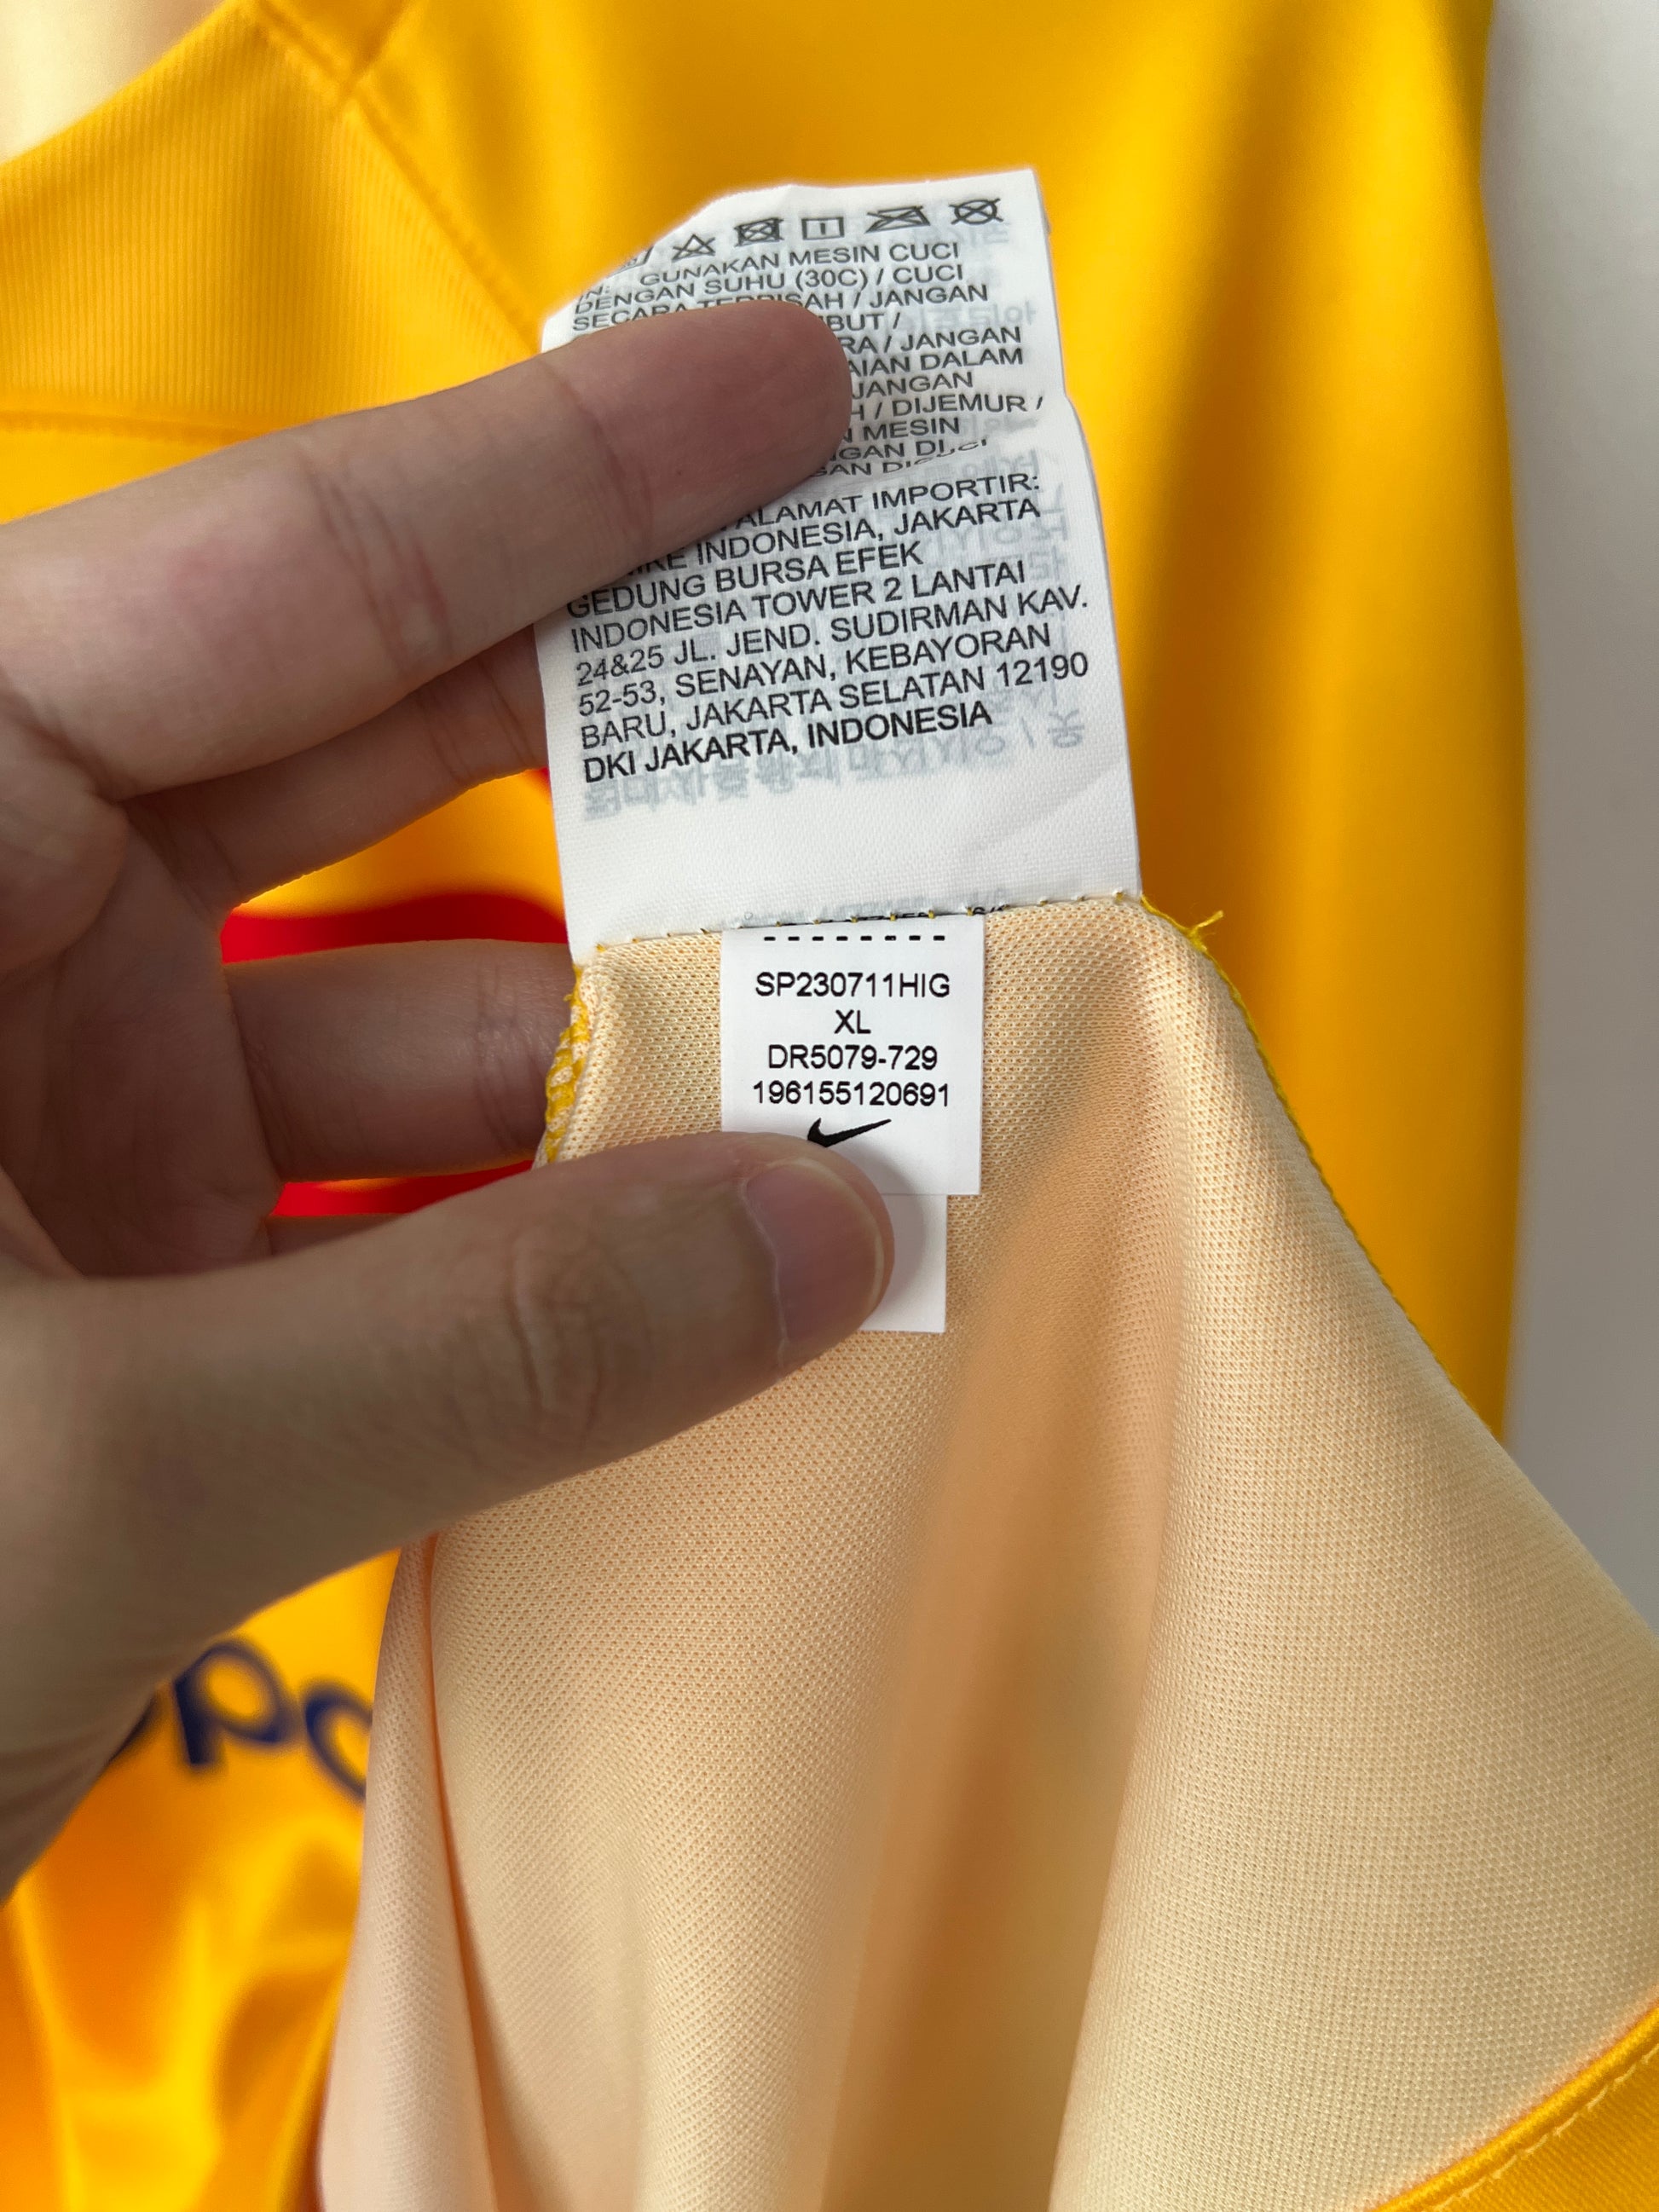 IN: GUNAKAN MESIN CUCI
DENGAN SUHU (30C) / CUCI
SECARA TERPISAH / JANGAN
/
/ JANGAN
DALAM
JANGAN
/ DIJEMUR /
MESIN
ALAMAT IMPORTIR:
INDONESIA, JAKARTA
GEDUNG BURSA EFEK
INDONESIA TOWER 2 LANTAI
24&25 JL. JEND. SUDIRMAN KAV.
52-53, SENAYAN, KEBAYORAN
BARU, JAKARTA SELATAN 12190
DKI JAKARTA, INDONESIA
SP230711HIG
XL
DR5079-729
196155120691